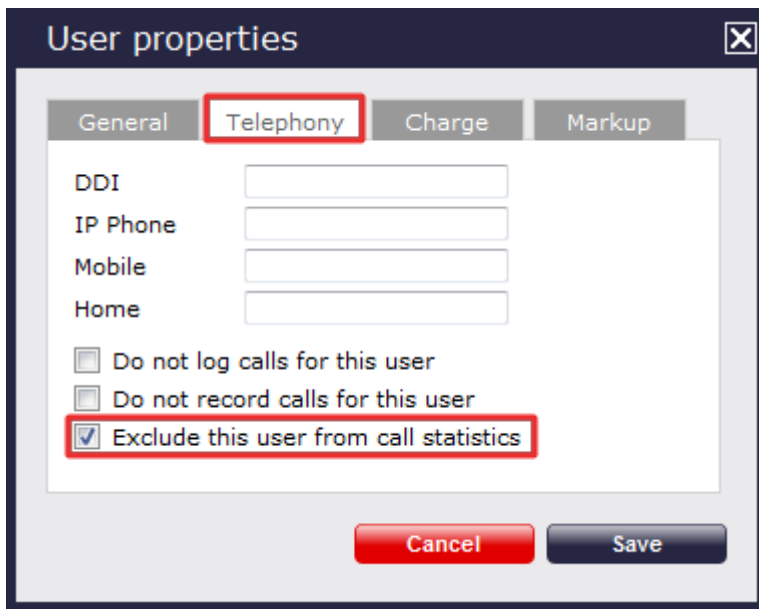 User properties
General Telephony Charge Markup
DDI
IP Phone
Mobile
Home
Do not log calls for this user
Do not record calls for this user
Exclude this user from call statistics
Cancel Save